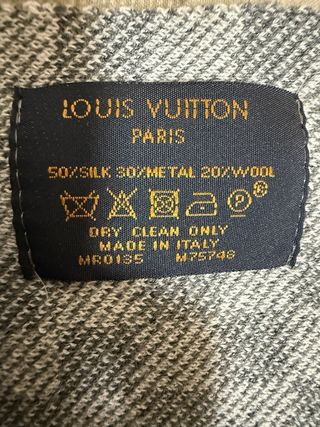 LOUIS VUITTON
PARIS
50%SILK 30%METAL 20%WOOL
P
®
DRY CLEAN ONLY
MADE IN ITALY
MR0135 M75748